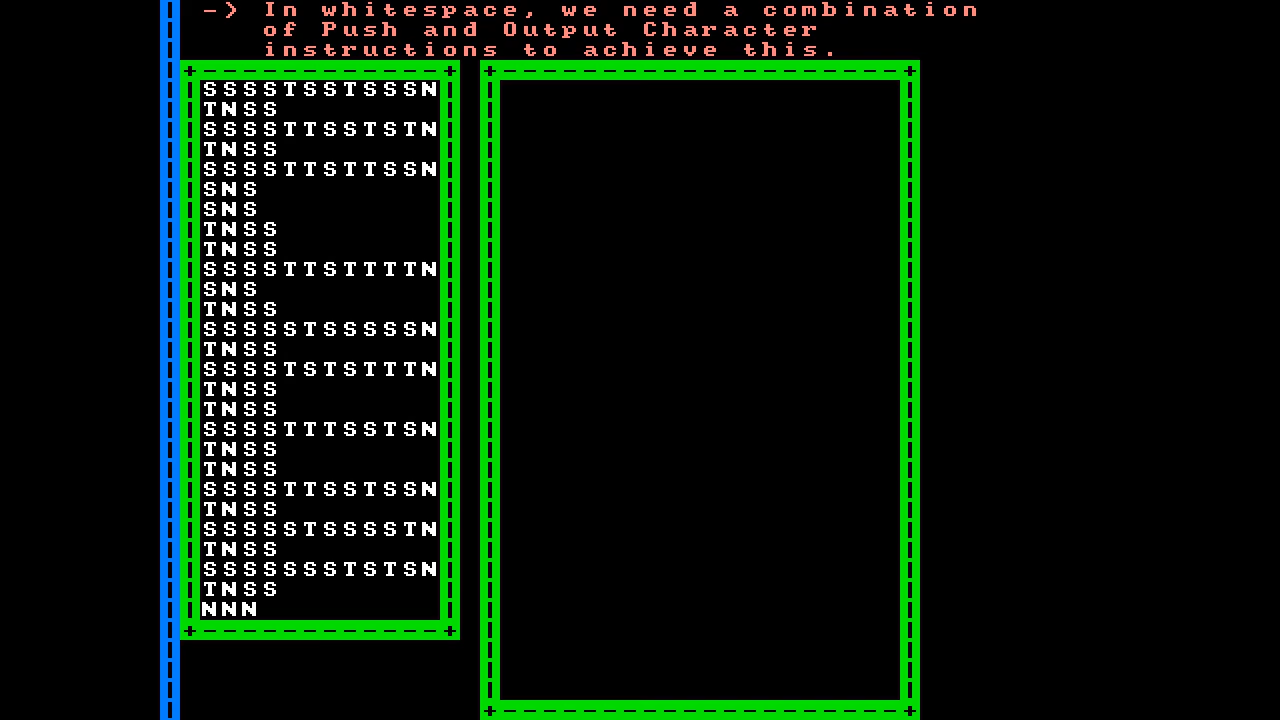 -> In whitespace, we need a combination
of Push and Output Character
instructions to achieve this.
SSSSTSSTSSSN
TNSS
SSSSTTSSTSTN
TNSS
SSSSTTSTTSSN
SNS
SNS
TNSS
TNSS
SSSSTTSTTTTN
SNS
TNSS
SSSSSTSSSSSN
TNSS
SSSSTSTSTTTN
TNSS
TNSS
SSSSTTTSSTSN
TNSS
TNSS
SSSSTTSSTSSN
TNSS
SSSSSTSSSSTN
TNSS
SSSSSSSTSTSN
TNSS
NNN